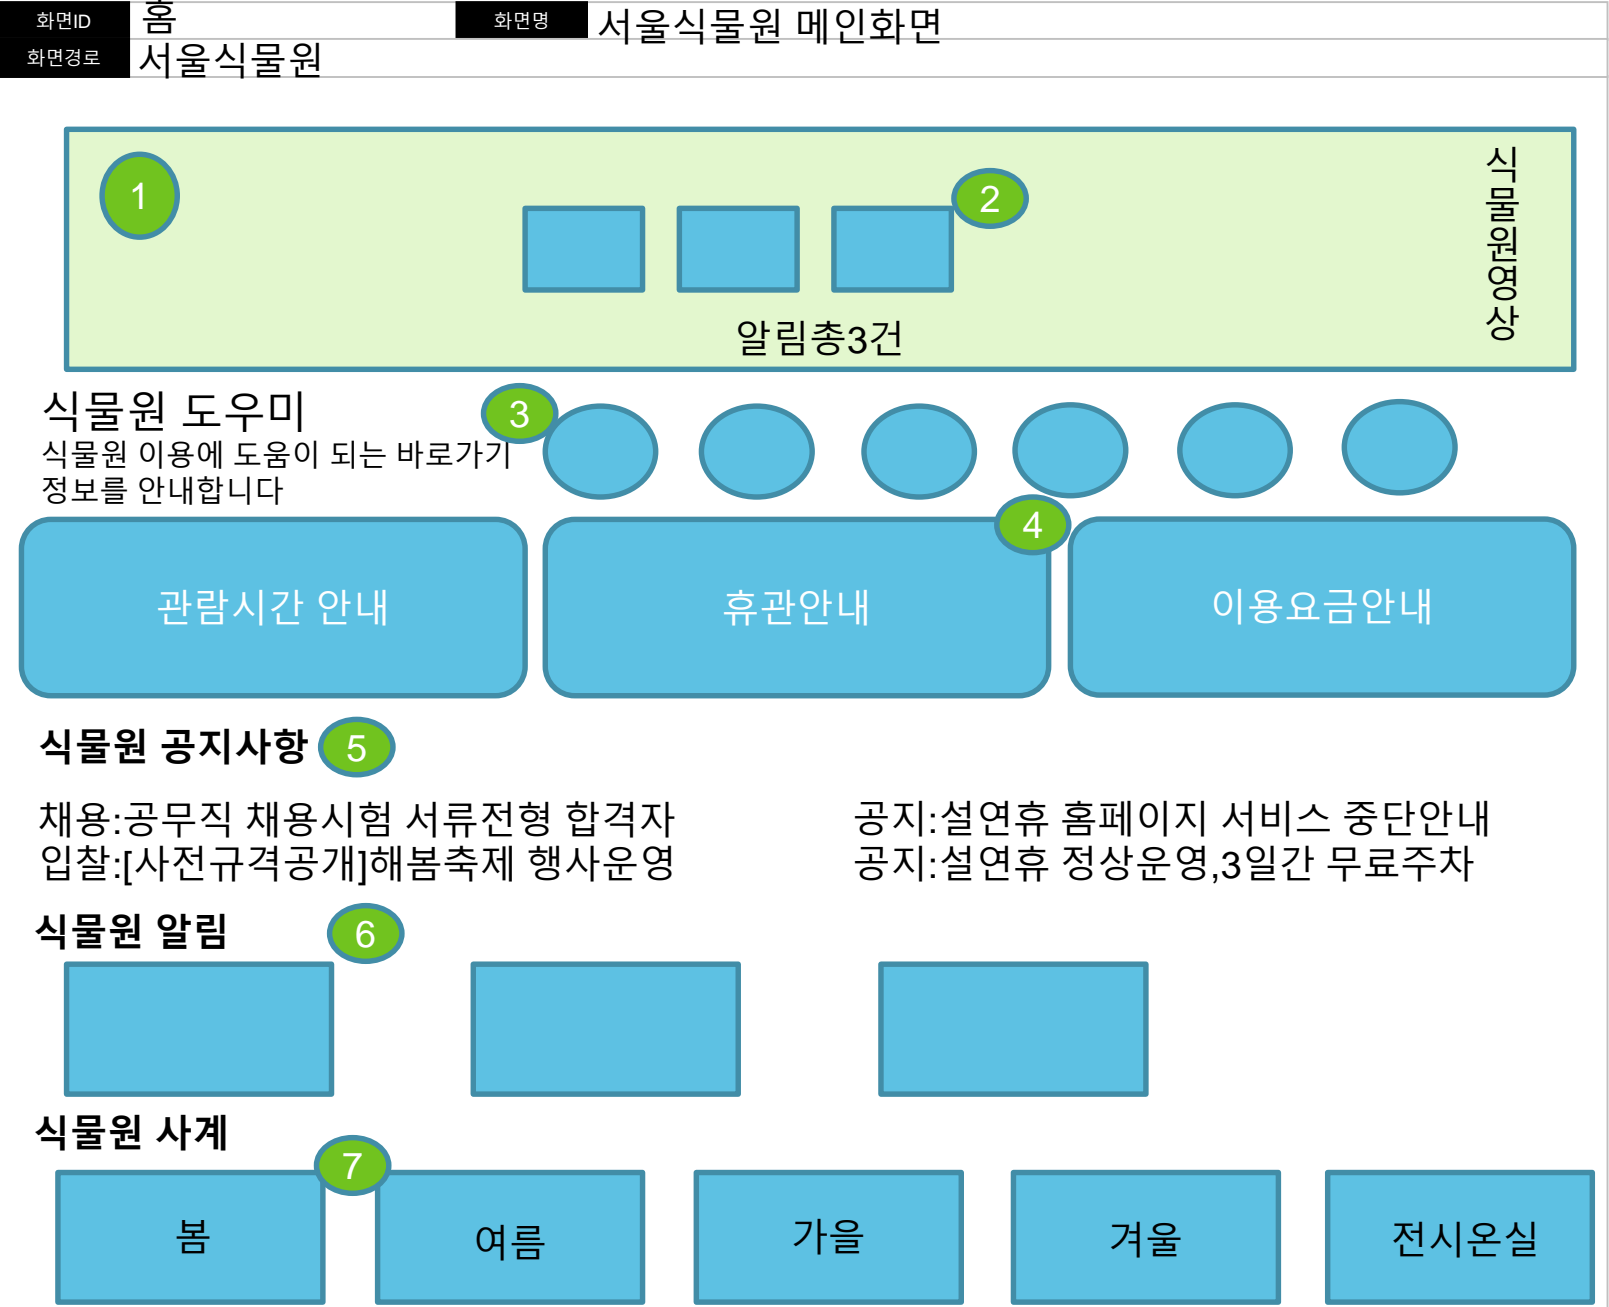 화면ID 홈 화면명 서울식물원 메인화면
화면경로 서울식물원
1
2
식물원영상
알림총3건
식물원 도우미
3
식물원 이용에 도움이 되는 바로가기
정보를 안내합니다
4
관람시간 안내
휴관안내
이용요금안내
식물원 공지사항 5
채용:공무직 채용시험 서류전형 합격자
입찰:[사전규격공개]해봄축제 행사운영
공지:설연휴 홈페이지 서비스 중단안내
공지:설연휴 정상운영,3일간 무료주차
식물원 알림 6
식물원 사계
7
봄
여름
가을
겨울
전시온실